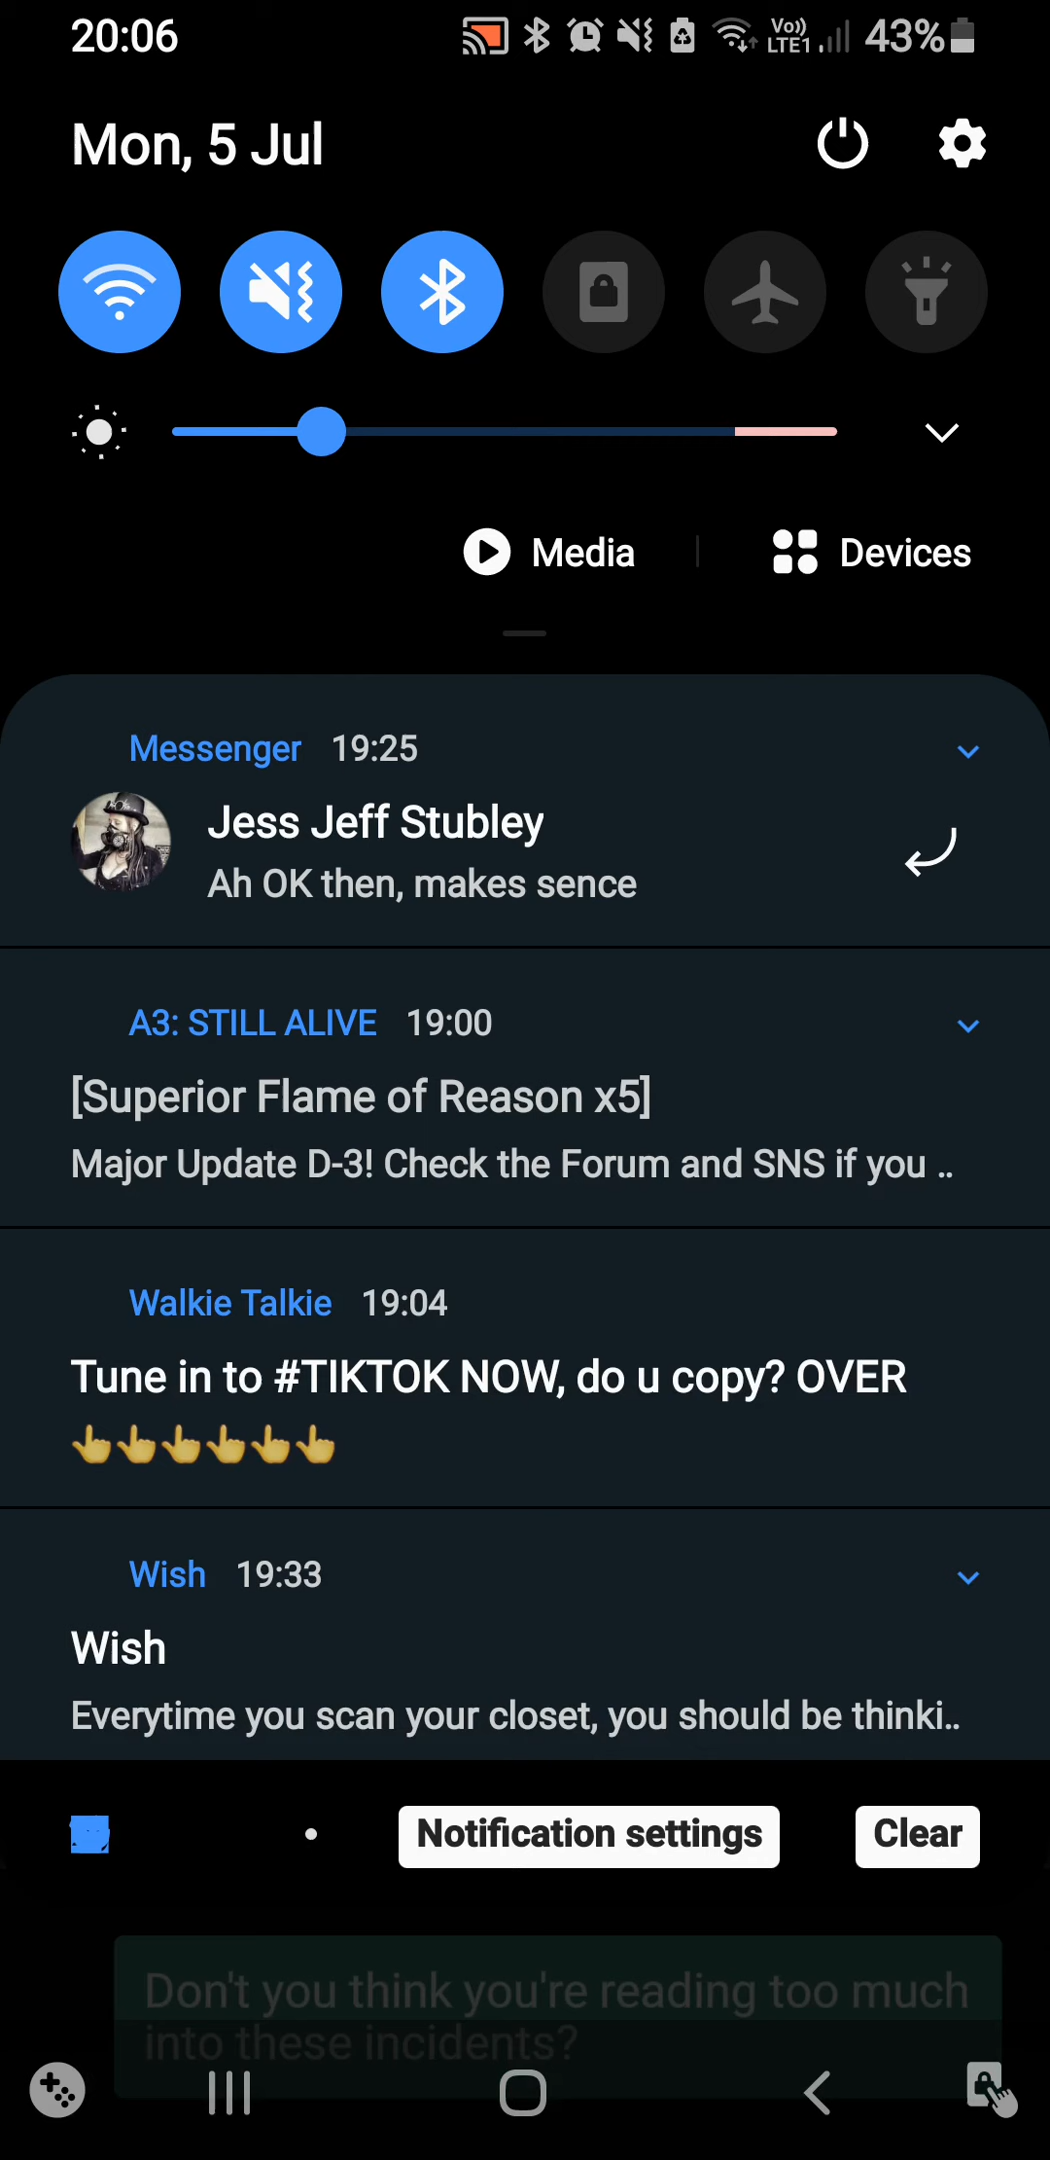 20:06 Vo)) LTE1 43%
Mon, 5 Jul
Media Devices
Messenger 19:25
Jess Jeff Stubley
Ah OK then, makes sence
A3: STILL ALIVE 19:00
[Superior Flame of Reason x5]
Major Update D-3! Check the Forum and SNS if you ..
Walkie Talkie 19:04
Tune in to #TIKTOK NOW, do u copy? OVER
👆👆👆👆👆👆
Wish 19:33
Wish
Everytime you scan your closet, you should be thinki..
Notification settings Clear
Don't you think you're reading too much
into these incidents?